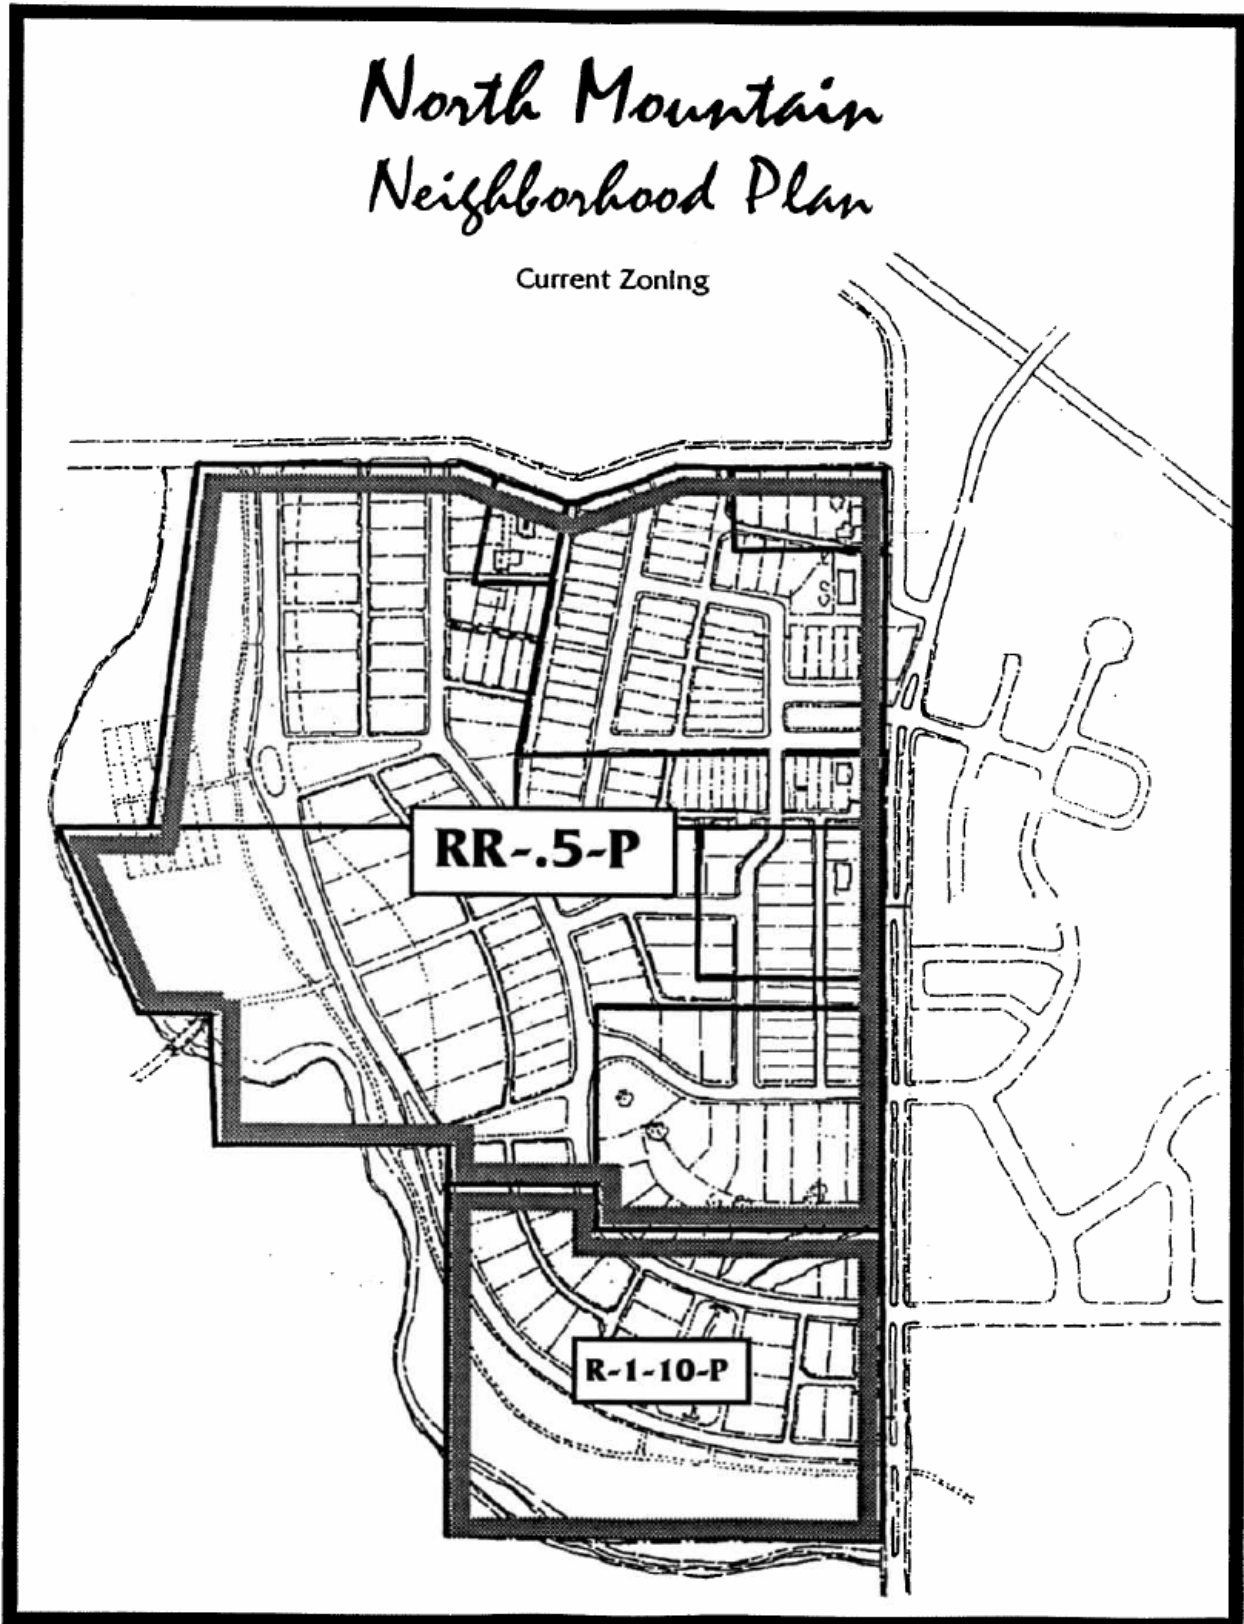 North Mountain
Neighborhood Plan
Current Zoning
RR-.5-P
R-1-10-P